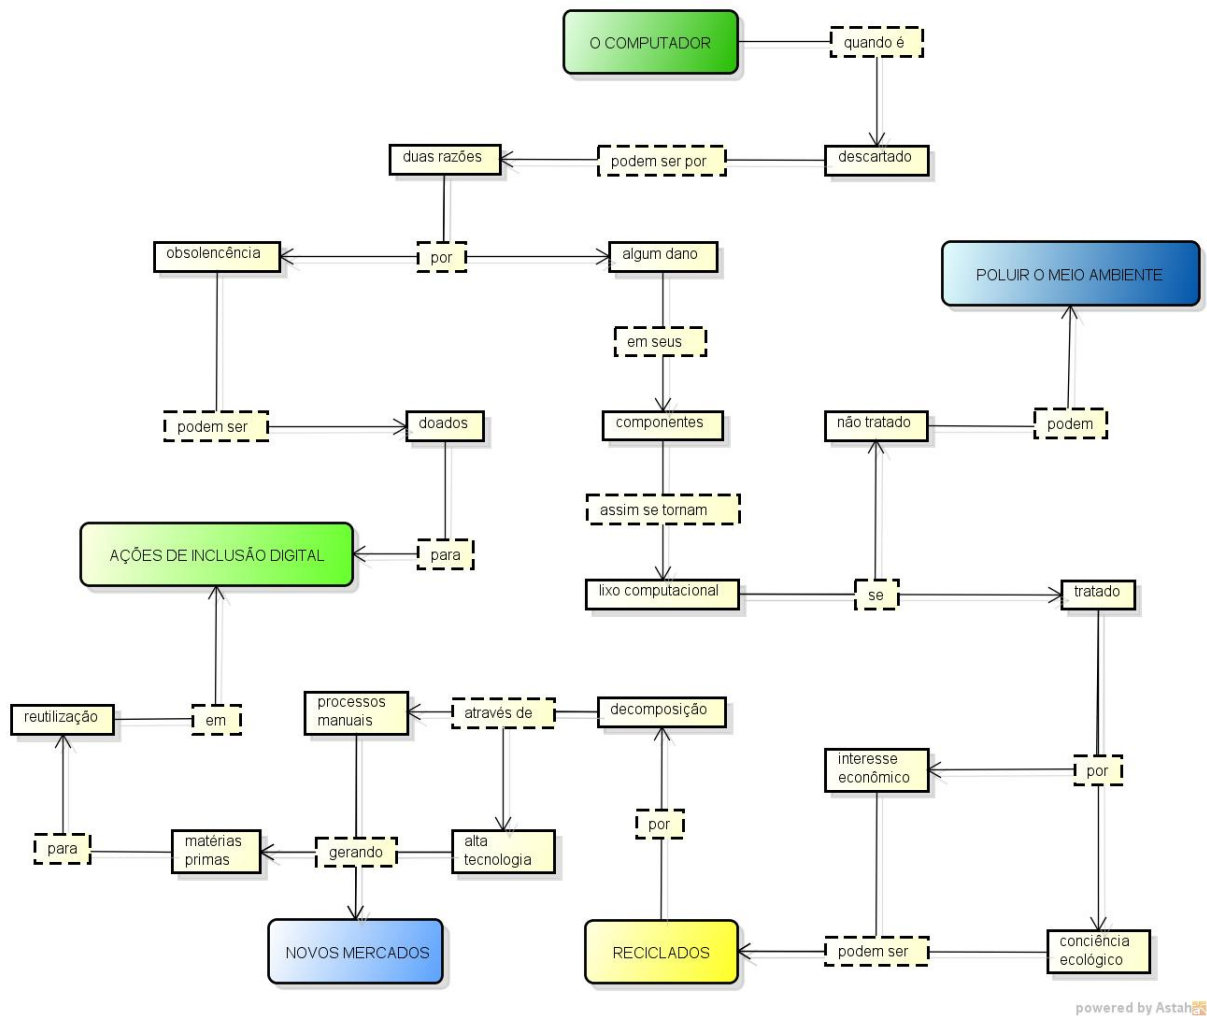 O COMPUTADOR
quando é
duas razões
podem ser por
descartado
obsolencência
por
algum dano
POLUIR O MEIO AMBIENTE
em seus
podem ser
doados
componentes
não tratado
podem
assim se tornam
AÇÕES DE INCLUSÃO DIGITAL
para
lixo computacional
se
tratado
reutilização
em
processos
manuais
através de
decomposição
interesse
econômico
por
para
matérias
primas
gerando
alta
tecnologia
por
NOVOS MERCADOS
RECICLADOS
podem ser
conciência
ecológico
powered by Astah